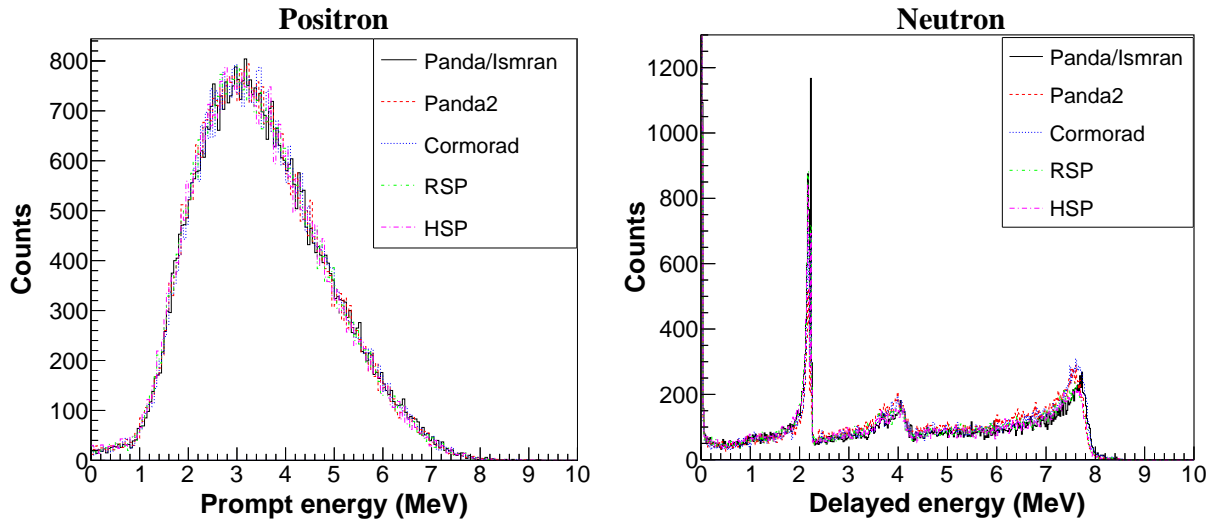 Positron
800
700
600
500
400
300
200
100
0
Counts
0 1 2 3 4 5 6 7 8 9 10
Prompt energy (MeV)
Panda/Ismran
Panda2
Cormorad
RSP
HSP
Neutron
1200
1000
800
600
400
200
0
Counts
0 1 2 3 4 5 6 7 8 9 10
Delayed energy (MeV)
Panda/Ismran
Panda2
Cormorad
RSP
HSP